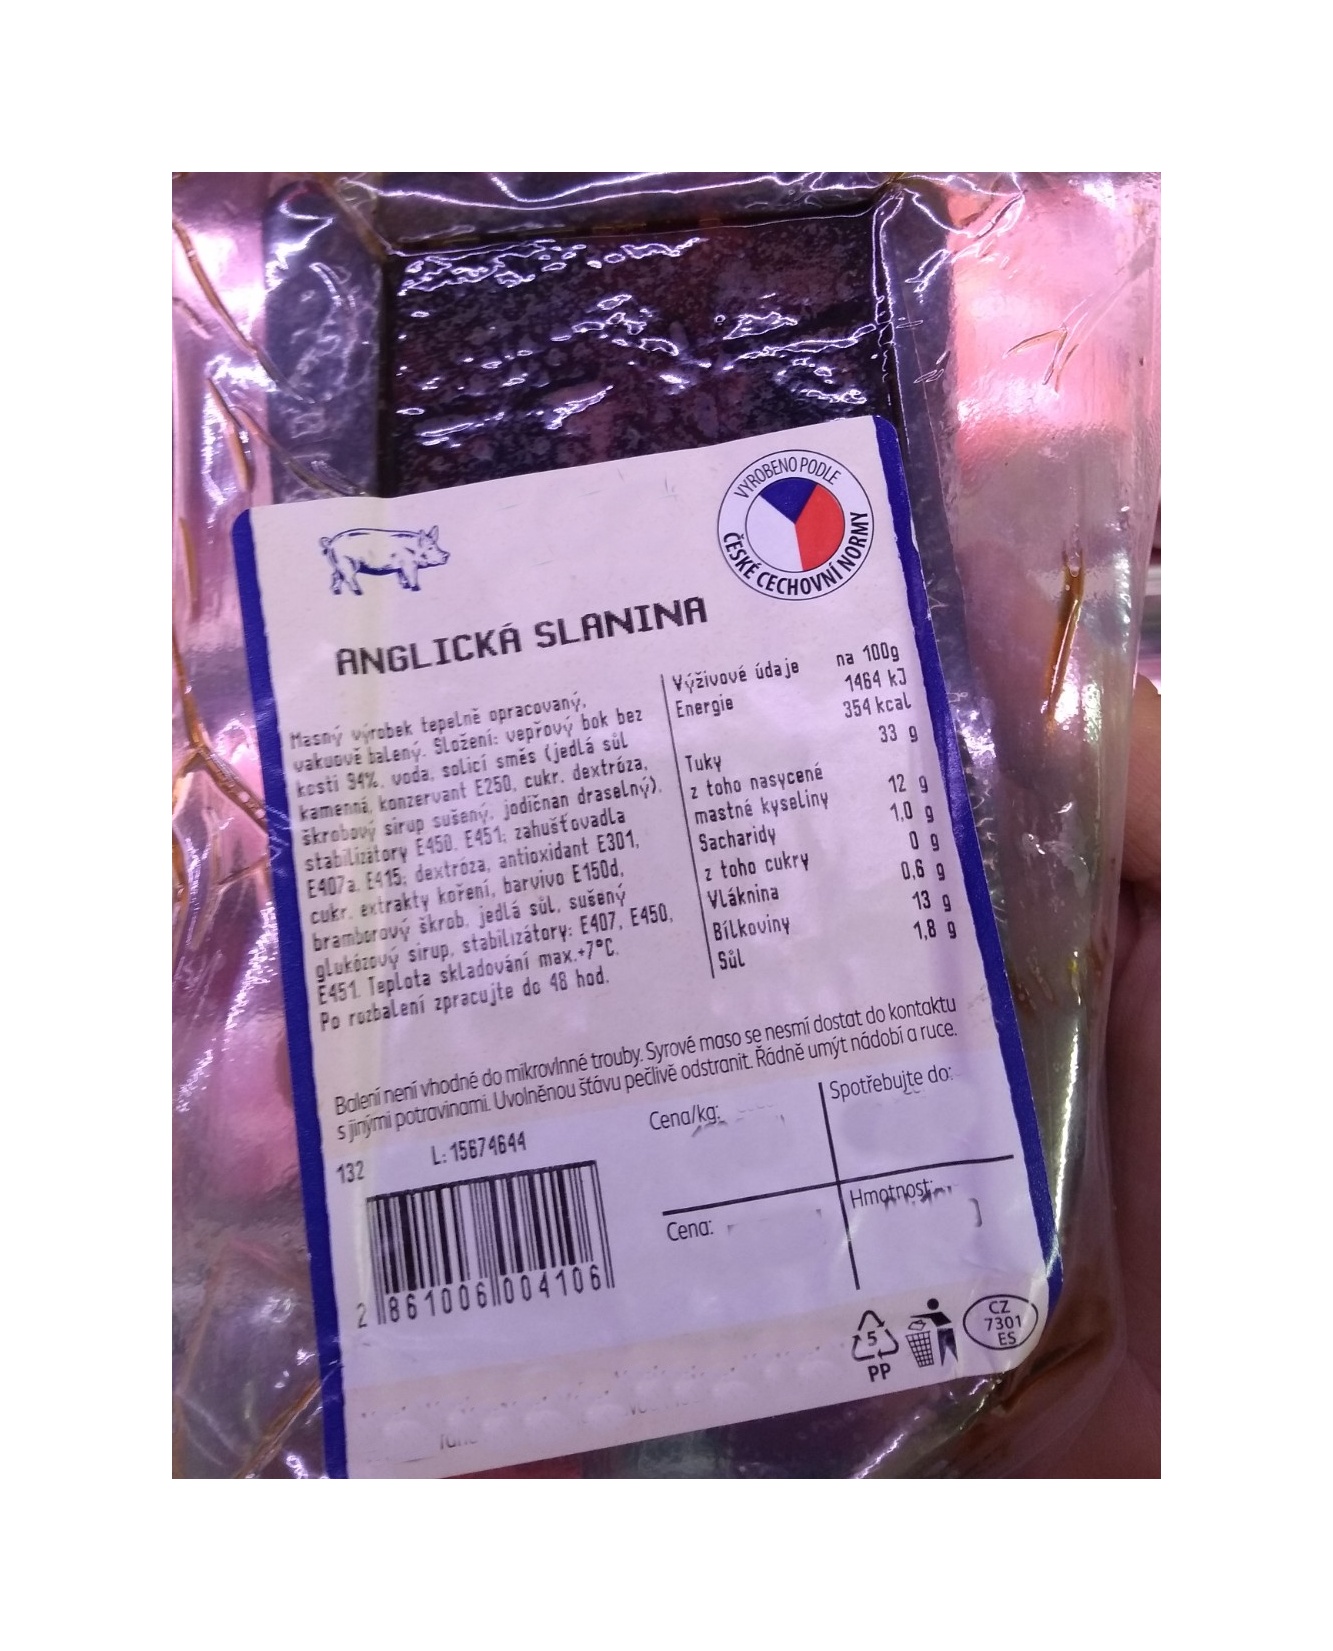 VYROBENO PODLE
ČESKÉ CECHOVNÍ NORMY
ANGLICKÁ SLANINA
Masný výrobek tepelně opracovaný,
vakuově balený. Složení: vepřový bok bez
kosti 94%, voda, solicí směs (jedlá sůl
kamenná, konzervant E250, cukr, dextróza,
škrobový sirup sušený, jodičnan draselný),
stabilizátory E450, E451; zahušťovadla
E407a, E415; dextróza, antioxidant E301,
cukr, extrakty koření, barvivo E150d,
bramborový škrob, jedlá sůl, sušený
glukózový sirup, stabilizátory: E407, E450,
E451. Teplota skladování max.+7°C.
Po rozbalení zpracujte do 48 hod.
Výživové údaje na 100g
Energie 1464 kJ
354 kcal
Tuky 33 g
z toho nasycené
mastné kyseliny 12 g
Sacharidy 1,0 g
z toho cukry 0 g
Vláknina 0,6 g
Bílkoviny 13 g
Sůl 1,8 g
Balení není vhodné do mikrovlnné trouby. Syrové maso se nesmí dostat do kontaktu
s jinými potravinami. Uvolněnou šťávu pečlivě odstranit. Řádně umýt nádobí a ruce.
132 L: 15674644
Cena/kg:
Spotřebujte do:
Cena:
Hmotnost:
2 861006 004106
5
PP
CZ
7301
ES